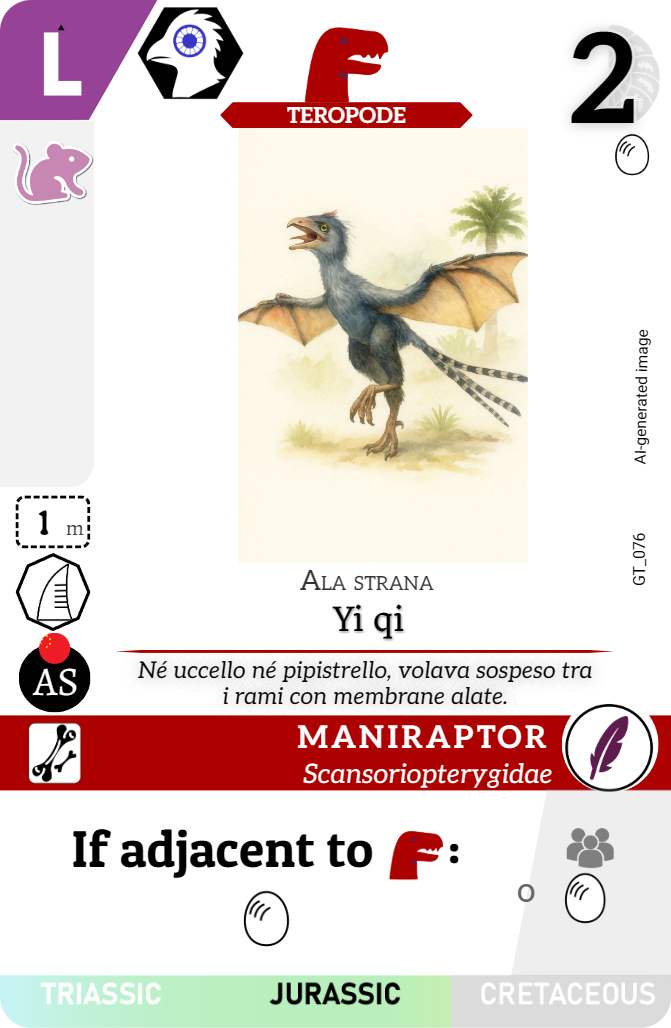 L
2
TEROPODE
AI-generated image
1 m
GT_076
ALA STRANA
Yi qi
AS
Né uccello né pipistrello, volava sospeso tra
i rami con membrane alate.
MANIRAPTOR
Scansoriopterygidae
If adjacent to :
o
TRIASSIC
JURASSIC
CRETACEOUS